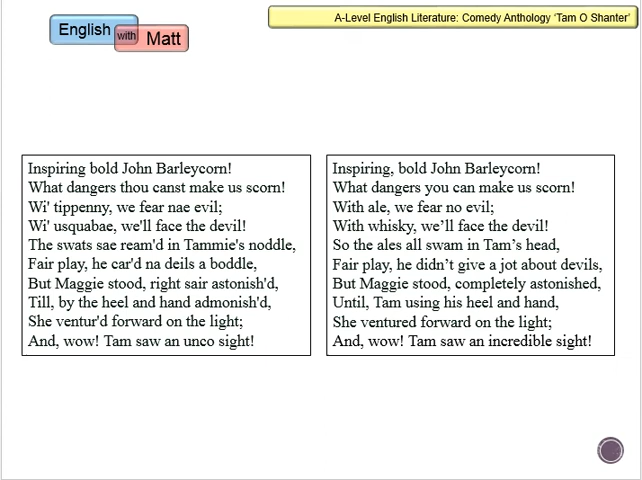 English with Matt
A-Level English Literature: Comedy Anthology ‘Tam O Shanter’
Inspiring bold John Barleycorn!
What dangers thou canst make us scorn!
Wi' tippenny, we fear nae evil;
Wi' usquabae, we'll face the devil!
The swats sae ream'd in Tammie's noddle,
Fair play, he car'd na deils a boddle,
But Maggie stood, right sair astonish'd,
Till, by the heel and hand admonish'd,
She ventur'd forward on the light;
And, wow! Tam saw an unco sight!
Inspiring, bold John Barleycorn!
What dangers you can make us scorn!
With ale, we fear no evil;
With whisky, we’ll face the devil!
So the ales all swam in Tam’s head,
Fair play, he didn’t give a jot about devils,
But Maggie stood, completely astonished,
Until, Tam using his heel and hand,
She ventured forward on the light;
And, wow! Tam saw an incredible sight!